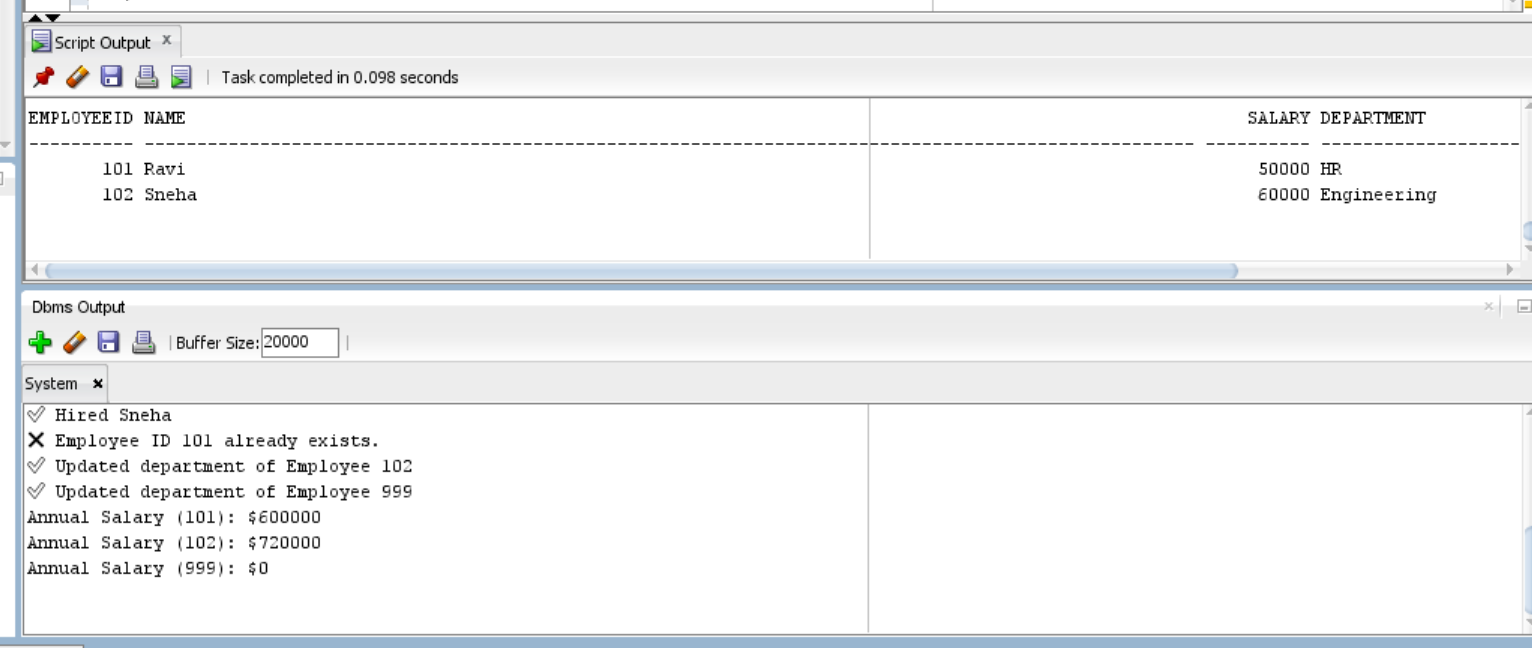 Script Output x
Task completed in 0.098 seconds
EMPLOYEEID NAME SALARY DEPARTMENT
---------- ---------------------------------------------------------------------------------------------------- ---------- -------------------
101 Ravi 50000 HR
102 Sneha 60000 Engineering
Dbms Output
Buffer Size: 20000
System
✓ Hired Sneha
✕ Employee ID 101 already exists.
✓ Updated department of Employee 102
✓ Updated department of Employee 999
Annual Salary (101): $600000
Annual Salary (102): $720000
Annual Salary (999): $0